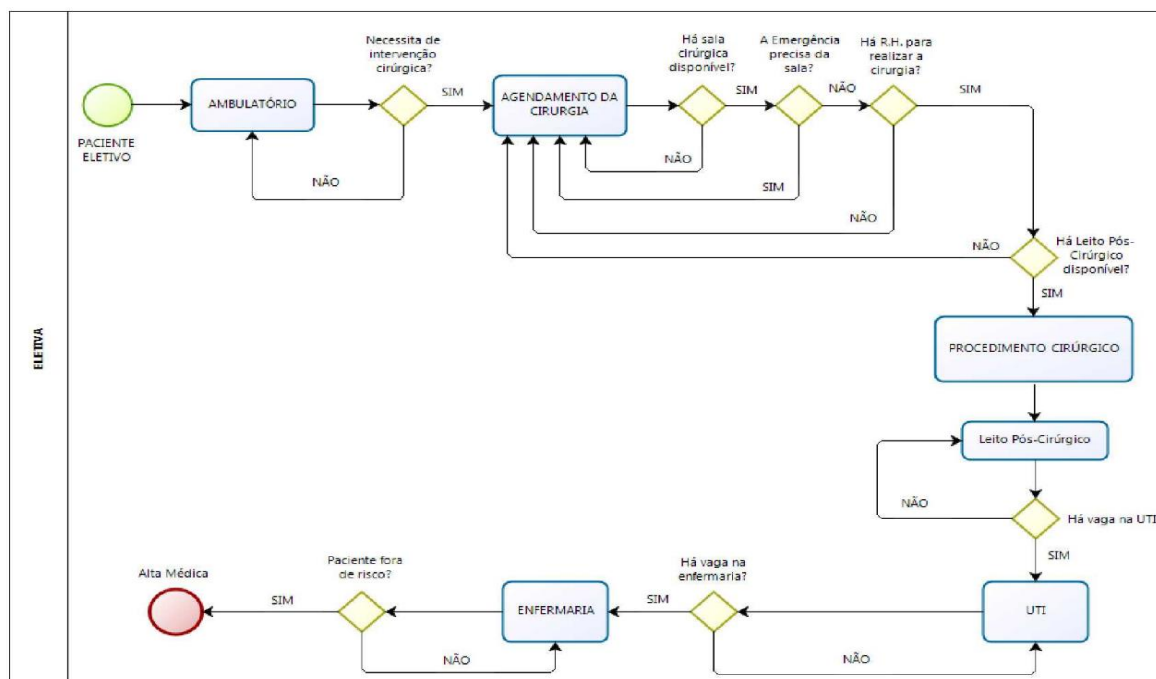 ELETIVA
PACIENTE
ELETIVO
AMBULATÓRIO
Necessita de
intervenção
cirúrgica?
SIM
NÃO
AGENDAMENTO DA
CIRURGIA
Há sala
cirúrgica
disponível?
SIM
NÃO
A Emergência
precisa da
sala?
NÃO
SIM
Há R.H. para
realizar a
cirurgia?
SIM
NÃO
Há Leito Pós-
Cirúrgico
disponível?
NÃO
SIM
PROCEDIMENTO CIRÚRGICO
Leito Pós-Cirúrgico
NÃO
Há vaga na UTI
SIM
UTI
Há vaga na
enfermaria?
SIM
NÃO
ENFERMARIA
Paciente fora
de risco?
SIM
NÃO
Alta Médica